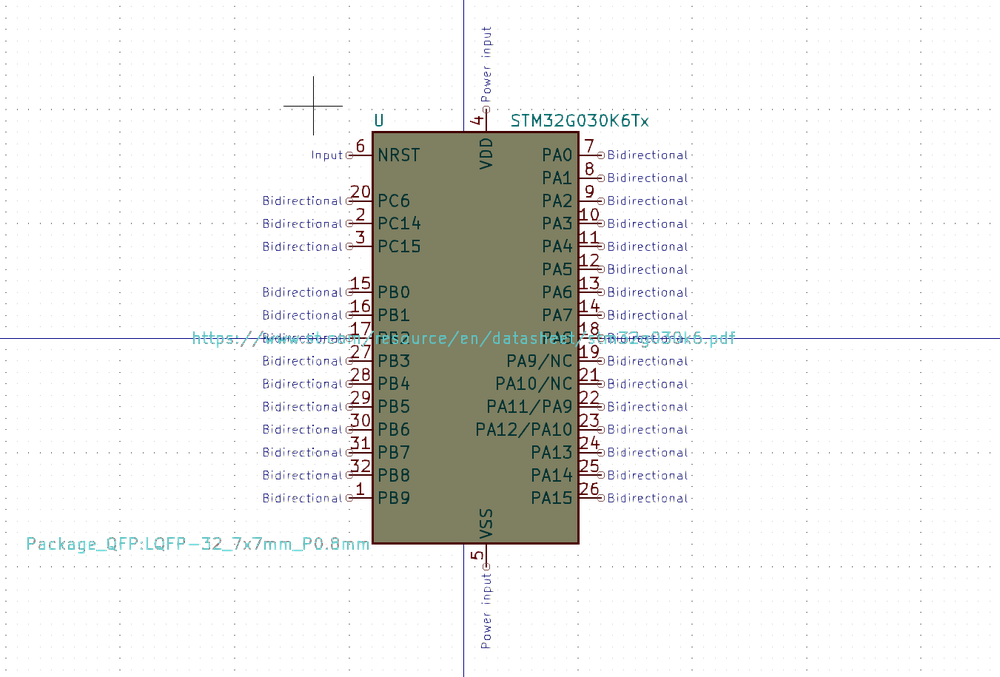 Power input
4
U STM32G030K6Tx
VDD
Input 6 NRST PA0 7 Bidirectional
PA1 8 Bidirectional
Bidirectional 20 PC6 PA2 9 Bidirectional
Bidirectional 2 PC14 PA3 10 Bidirectional
Bidirectional 3 PC15 PA4 11 Bidirectional
PA5 12 Bidirectional
Bidirectional 15 PB0 PA6 13 Bidirectional
Bidirectional 16 PB1 PA7 14 Bidirectional
17 18
Bidirectional 27 PB3 PA9/NC 19 Bidirectional
Bidirectional 28 PB4 PA10/NC 21 Bidirectional
Bidirectional 29 PB5 PA11/PA9 22 Bidirectional
Bidirectional 30 PB6 PA12/PA10 23 Bidirectional
Bidirectional 31 PB7 PA13 24 Bidirectional
Bidirectional 32 PB8 PA14 25 Bidirectional
Bidirectional 1 PB9 PA15 26 Bidirectional
VSS
Package_QFP:LQFP-32_7x7mm_P0.8mm
5
Power input